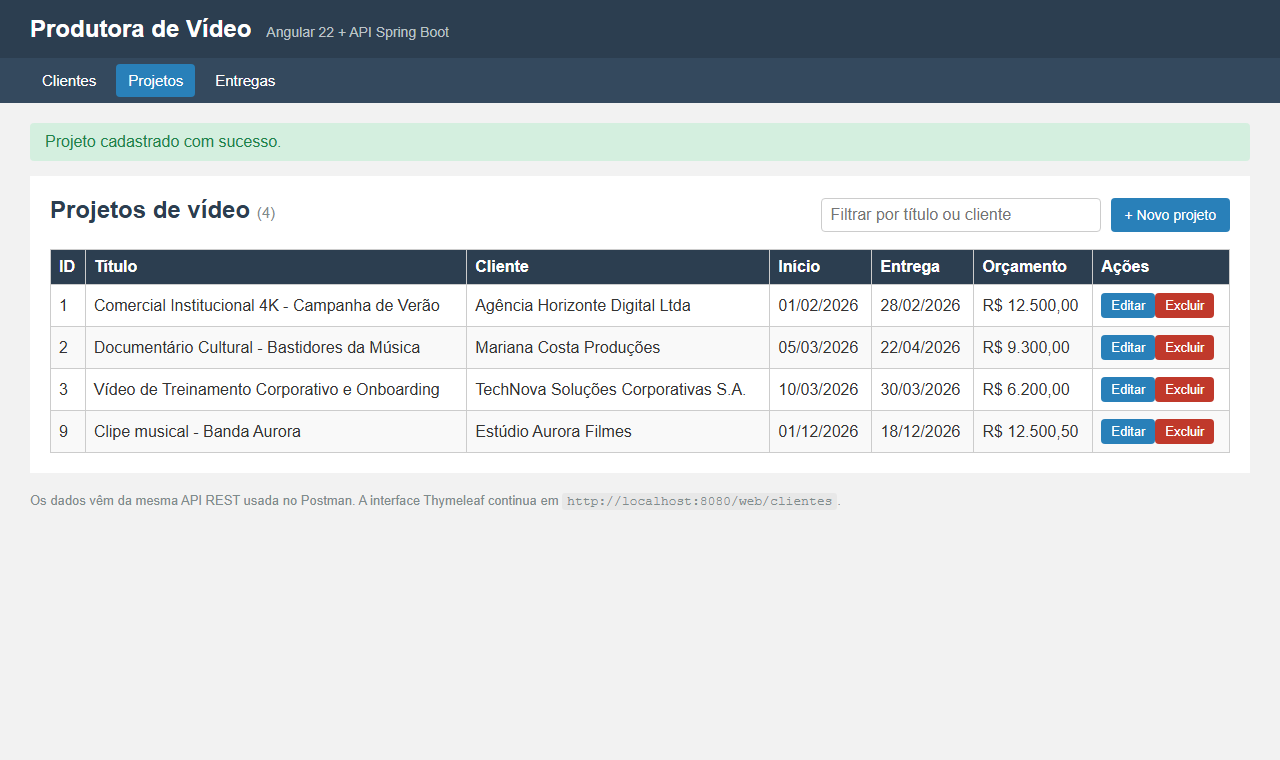 Produtora de Vídeo Angular 22 + API Spring Boot
Clientes Projetos Entregas
Projeto cadastrado com sucesso.
Projetos de vídeo (4) Filtrar por título ou cliente + Novo projeto
ID Título Cliente Início Entrega Orçamento Ações
1 Comercial Institucional 4K - Campanha de Verão Agência Horizonte Digital Ltda 01/02/2026 28/02/2026 R$ 12.500,00 Editar Excluir
2 Documentário Cultural - Bastidores da Música Mariana Costa Produções 05/03/2026 22/04/2026 R$ 9.300,00 Editar Excluir
3 Vídeo de Treinamento Corporativo e Onboarding TechNova Soluções Corporativas S.A. 10/03/2026 30/03/2026 R$ 6.200,00 Editar Excluir
9 Clipe musical - Banda Aurora Estúdio Aurora Filmes 01/12/2026 18/12/2026 R$ 12.500,50 Editar Excluir
Os dados vêm da mesma API REST usada no Postman. A interface Thymeleaf continua em http://localhost:8080/web/clientes.